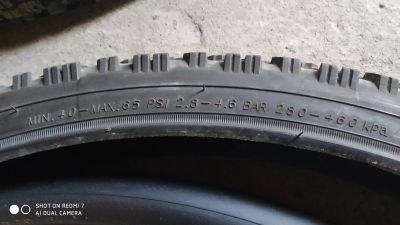 MIN. 40-MAX. 65 PSI 2.8-4.6 BAR 280-460 kPa
SHOT ON REDMI 7
AI DUAL CAMERA